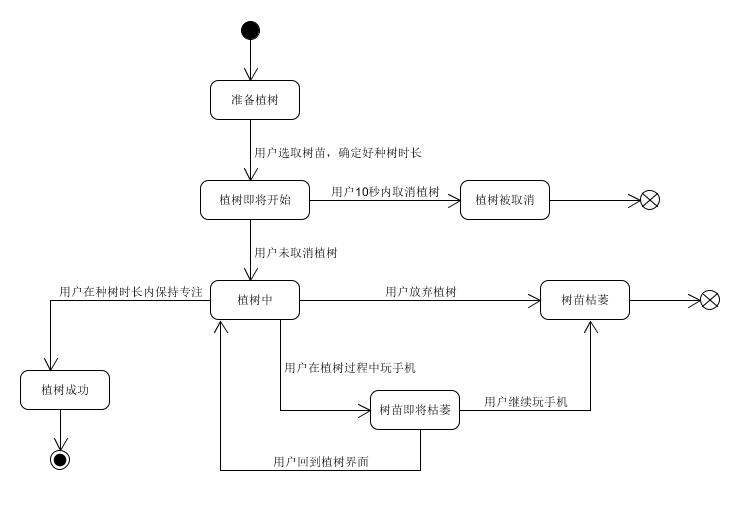 准备植树
用户选取树苗，确定好种树时长
植树即将开始
用户10秒内取消植树
植树被取消
用户未取消植树
用户在种树时长内保持专注
植树中
用户放弃植树
树苗枯萎
用户在植树过程中玩手机
植树成功
树苗即将枯萎
用户继续玩手机
用户回到植树界面